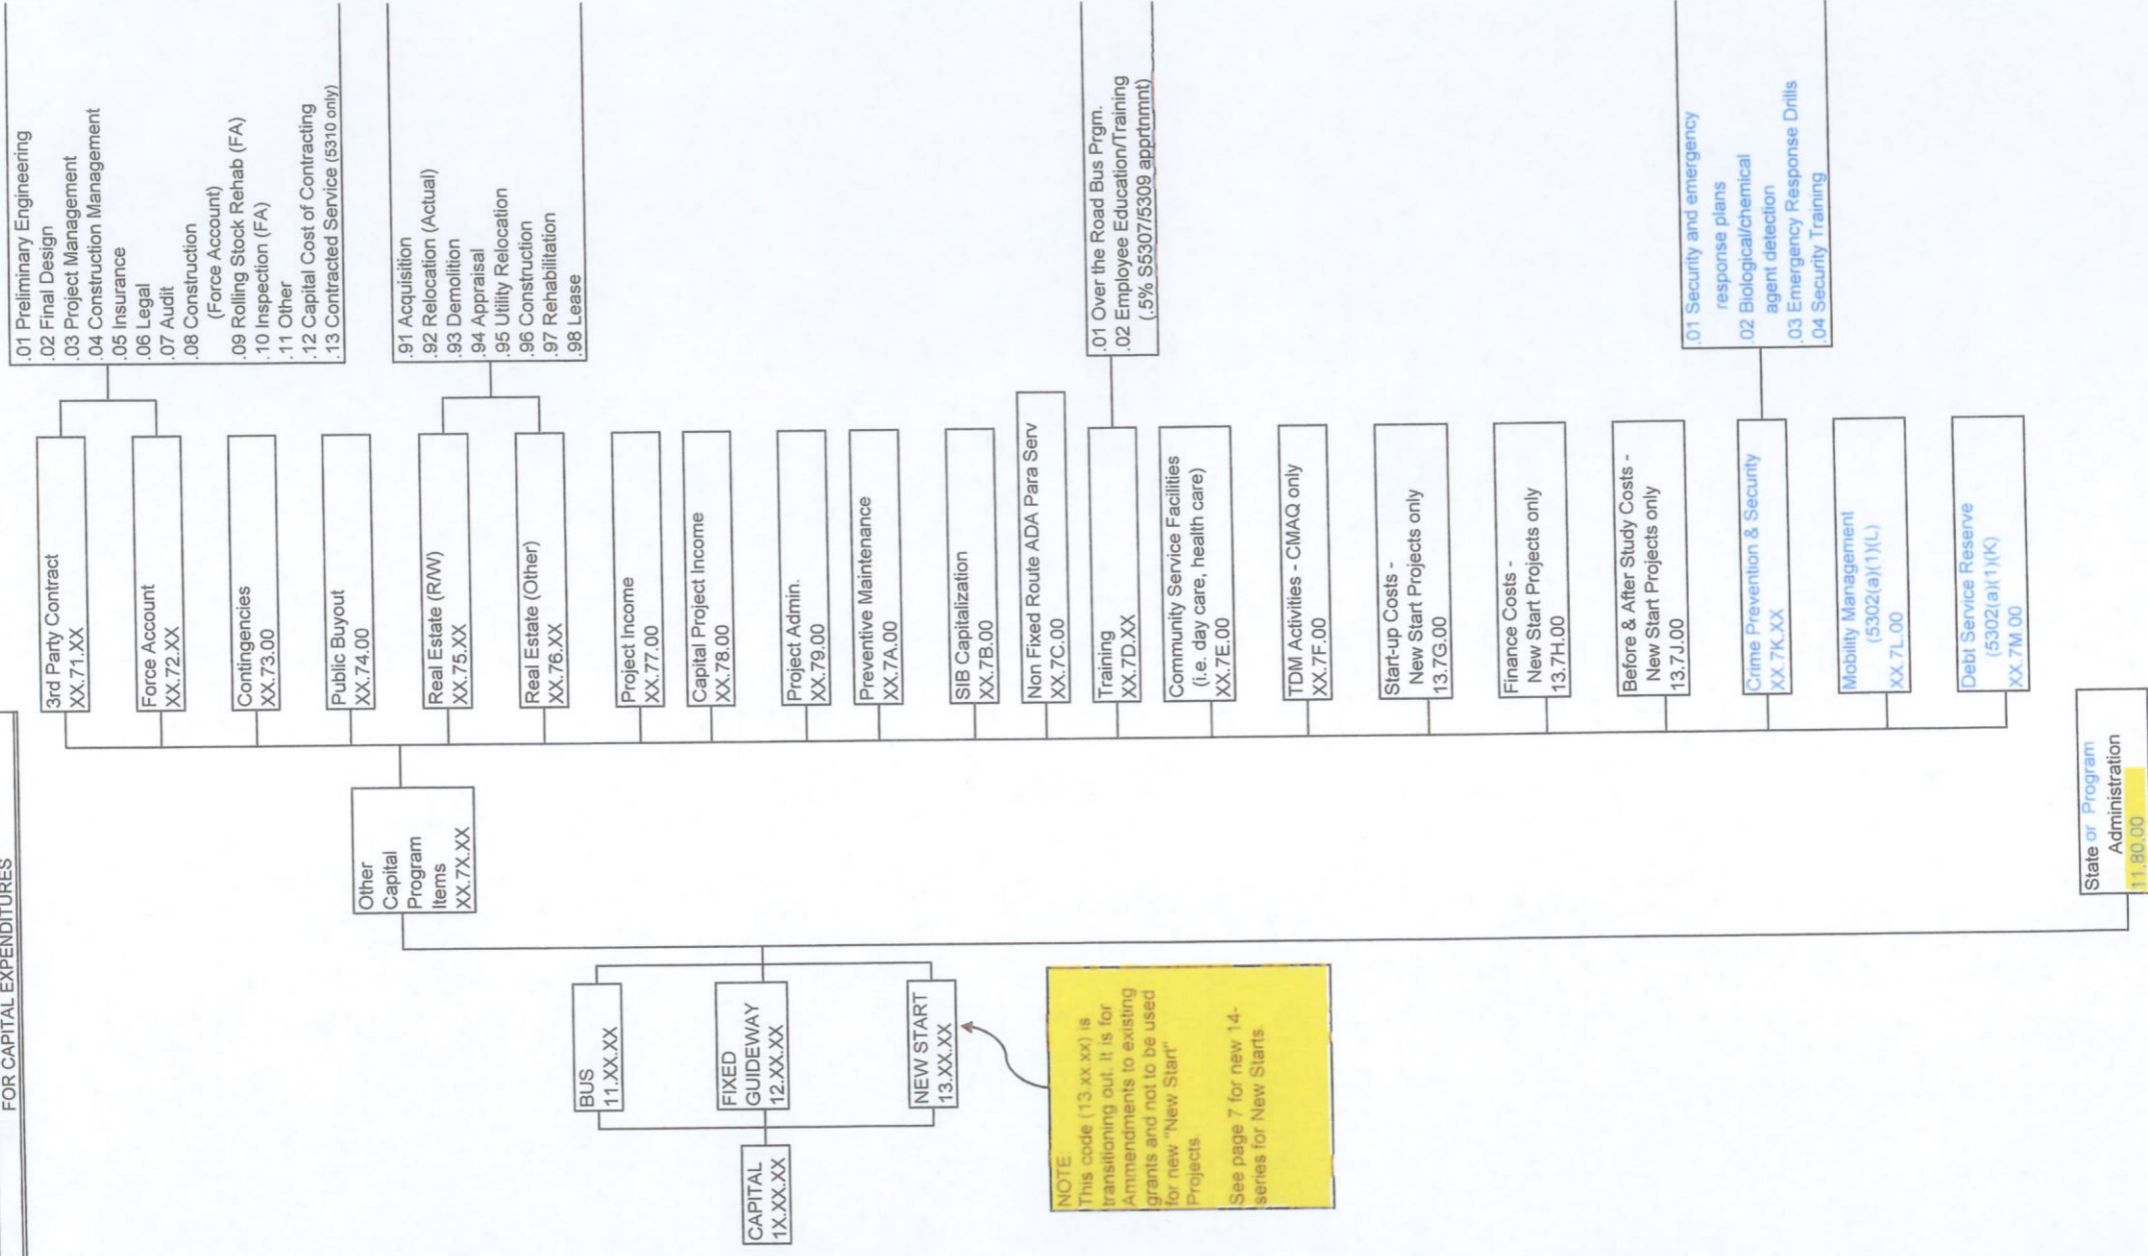 FOR CAPITAL EXPENDITURES
CAPITAL
1X.XX.XX
BUS
11.XX.XX
FIXED
GUIDEWAY
12.XX.XX
NEW START
13.XX.XX
NOTE:
This code (13.xx.xx) is
transitioning out. It is for
Ammendments to existing
grants and not to be used
for new "New Start"
Projects.
See page 7 for new 14-
series for New Starts.
Other
Capital
Program
Items
XX.7X.XX
State or Program
Administration
11.80.00
3rd Party Contract
XX.71.XX
Force Account
XX.72.XX
Contingencies
XX.73.00
Public Buyout
XX.74.00
Real Estate (R/W)
XX.75.XX
Real Estate (Other)
XX.76.XX
Project Income
XX.77.00
Capital Project Income
XX.78.00
Project Admin.
XX.79.00
Preventive Maintenance
XX.7A.00
SIB Capitalization
XX.7B.00
Non Fixed Route ADA Para Serv
XX.7C.00
Training
XX.7D.XX
Community Service Facilities
(i.e. day care, health care)
XX.7E.00
TDM Activities - CMAQ only
XX.7F.00
Start-up Costs -
New Start Projects only
13.7G.00
Finance Costs -
New Start Projects only
13.7H.00
Before & After Study Costs -
New Start Projects only
13.7J.00
Crime Prevention & Security
XX.7K.XX
Mobility Management
(5302(a)(1)(L)
XX.7L.00
Debt Service Reserve
(5302(a)(1)(K)
XX.7M.00
.01 Preliminary Engineering
.02 Final Design
.03 Project Management
.04 Construction Management
.05 Insurance
.06 Legal
.07 Audit
.08 Construction
(Force Account)
.09 Rolling Stock Rehab (FA)
.10 Inspection (FA)
.11 Other
.12 Capital Cost of Contracting
.13 Contracted Service (5310 only)
.91 Acquisition
.92 Relocation (Actual)
.93 Demolition
.94 Appraisal
.95 Utility Relocation
.96 Construction
.97 Rehabilitation
.98 Lease
.01 Over the Road Bus Prgm.
.02 Employee Education/Training
(.5% S5307/5309 apprtnmnt)
.01 Security and emergency
response plans
.02 Biological/chemical
agent detection
.03 Emergency Response Drills
.04 Security Training